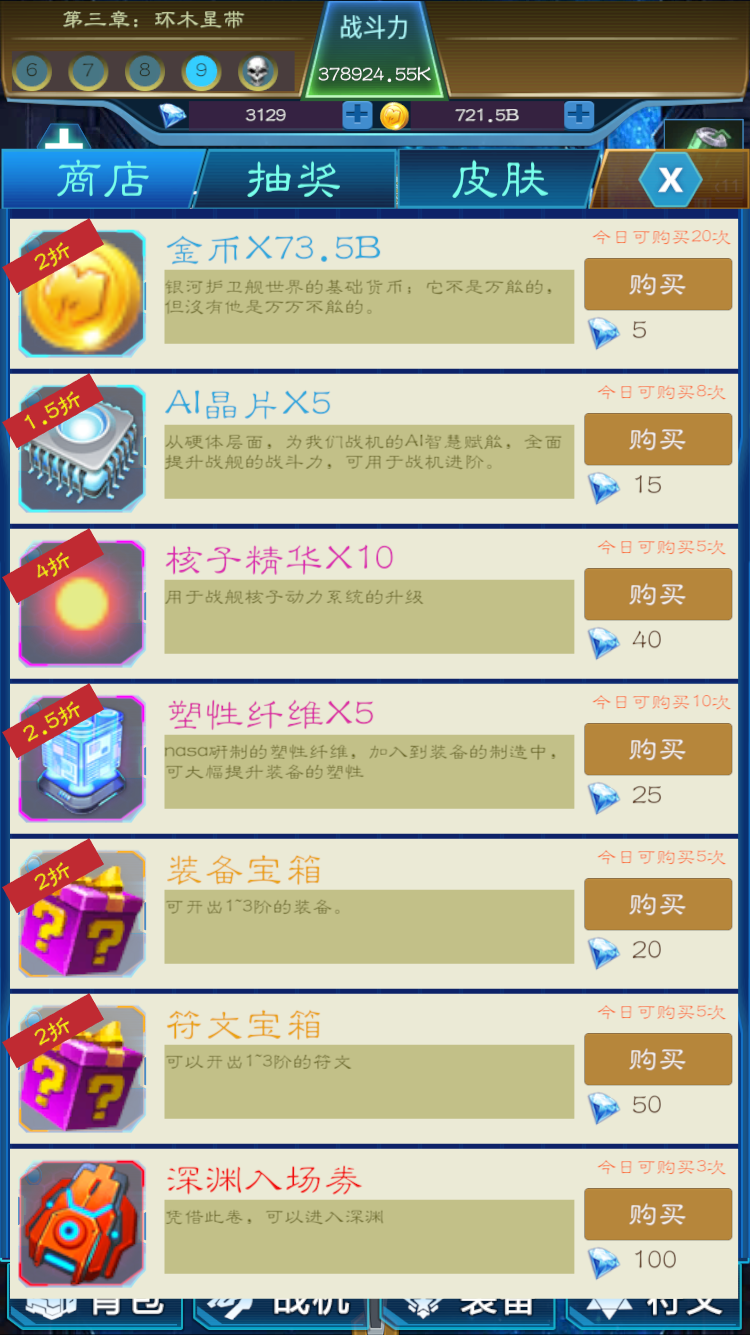 第三章：环木星带
战斗力
6
7
8
9
378924.55K
3129
721.5B
商店
抽奖
皮肤
X
2折
金币X73.5B
今日可购买20次
银河护卫舰世界的基础货币；它不是万能的，
但没有他是万万不能的。
购买
5
1.5折
AI晶片X5
今日可购买8次
从硬体层面，为我们战机的AI智慧赋能，全面
提升战舰的战斗力，可用于战机进阶。
购买
15
4折
核子精华X10
今日可购买5次
用于战舰核子动力系统的升级
购买
40
2.5折
塑性纤维X5
今日可购买10次
nasa研制的塑性纤维，加入到装备的制造中，
可大幅提升装备的塑性
购买
25
2折
装备宝箱
今日可购买5次
可开出1~3阶的装备。
购买
20
2折
符文宝箱
今日可购买5次
可以开出1~3阶的符文
购买
50
深渊入场券
今日可购买3次
凭借此卷，可以进入深渊
购买
100
背包
战机
装备
符文